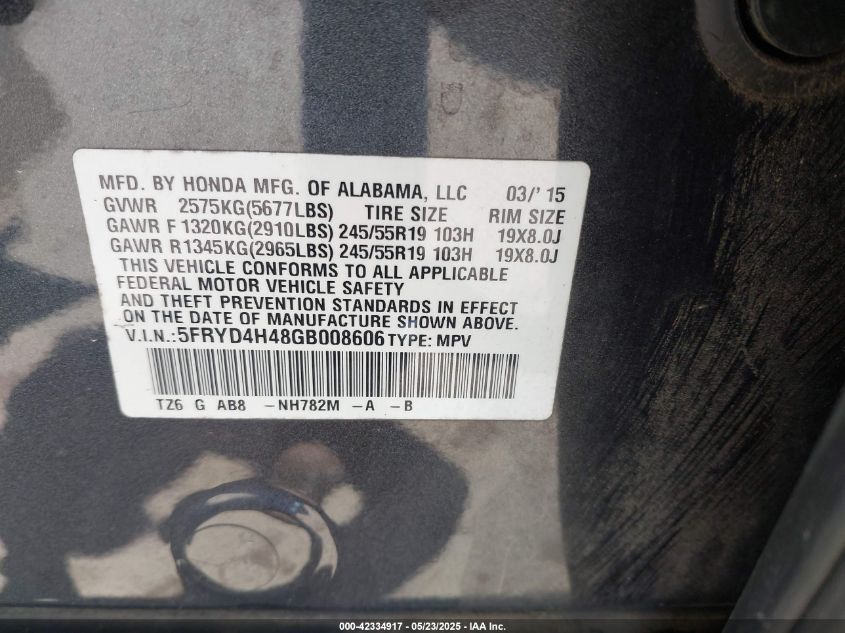 MFD. BY HONDA MFG. OF ALABAMA, LLC 03/'15
GVWR 2575KG(5677LBS) TIRE SIZE RIM SIZE
GAWR F 1320KG(2910LBS) 245/55R19 103H 19X8.0J
GAWR R1345KG(2965LBS) 245/55R19 103H 19X8.0J
THIS VEHICLE CONFORMS TO ALL APPLICABLE
FEDERAL MOTOR VEHICLE SAFETY
AND THEFT PREVENTION STANDARDS IN EFFECT
ON THE DATE OF MANUFACTURE SHOWN ABOVE.
V.I.N.:5FRYD4H48GB008606 TYPE: MPV
TZ6 G AB8 -NH782M -A -B
000-42334917 - 05/23/2025 - IAA Inc.